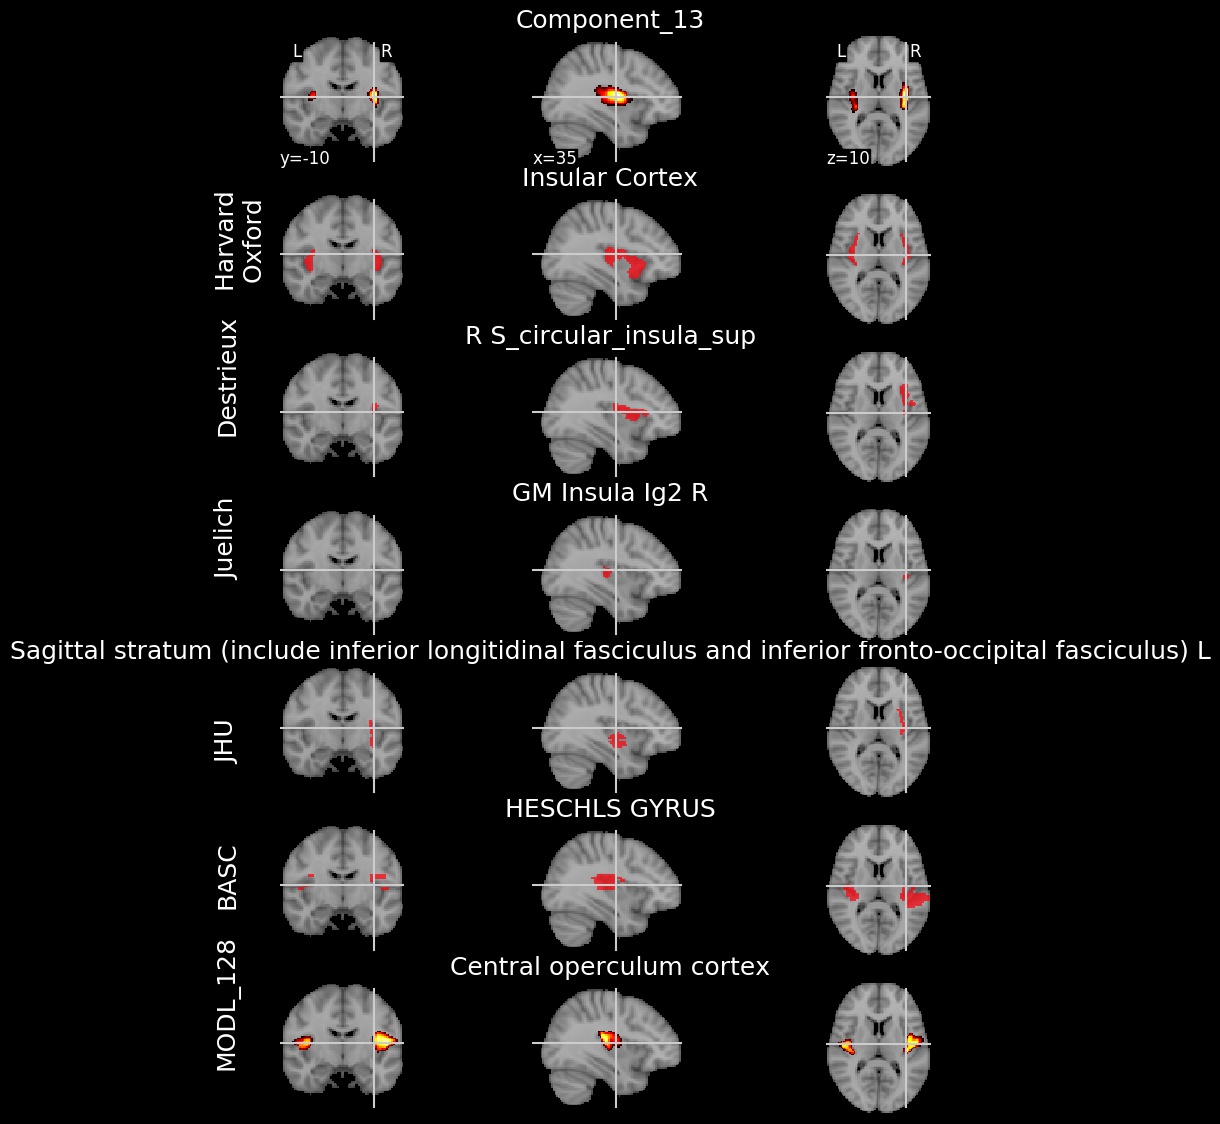 Component_13
L R
L R
y=-10
x=35
z=10
Insular Cortex
Harvard
Oxford
R S_circular_insula_sup
Destrieux
GM Insula Ig2 R
Juelich
Sagittal stratum (include inferior longitidinal fasciculus and inferior fronto-occipital fasciculus) L
JHU
HESCHLS GYRUS
BASC
Central operculum cortex
MODL_128